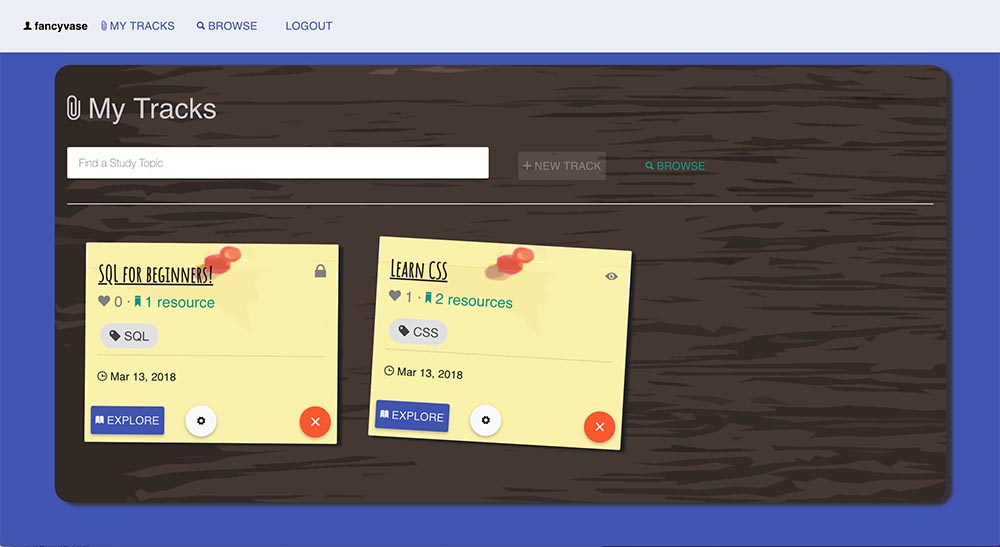 fancyvase MY TRACKS BROWSE LOGOUT
My Tracks
Find a Study Topic
+ NEW TRACK BROWSE
SQL FOR BEGINNERS!
0 · 1 resource
SQL
Mar 13, 2018
EXPLORE
LEARN CSS
1 · 2 resources
CSS
Mar 13, 2018
EXPLORE